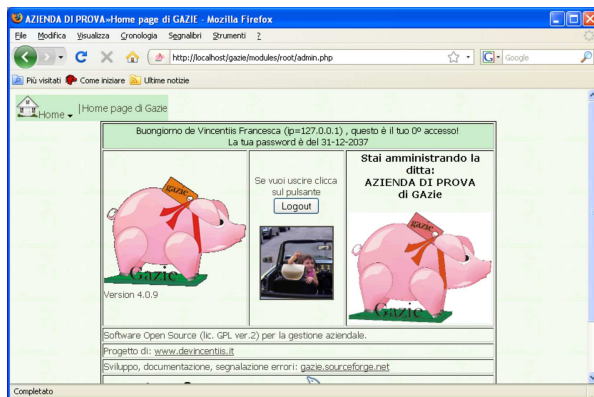 AZIENDA DI PROVA»Home page di GAZIE - Mozilla Firefox
File Modifica Visualizza Cronologia Segnalibri Strumenti ?
http://localhost/gazie/modules/root/admin.php
Google
Più visitati Come iniziare Ultime notizie
Home |Home page di Gazie
Buongiorno de Vincentiis Francesca (ip=127.0.0.1) , questo è il tuo 0º accesso!
La tua password è del 31-12-2037
gazie
Gazie
Version 4.0.9
Se vuoi uscire clicca
sul pulsante
Logout
Stai amministrando la
ditta:
AZIENDA DI PROVA
di GAzie
gazie
Gazie
Software Open Source (lic. GPL ver.2) per la gestione aziendale.
Progetto di: www.devincentiis.it
Sviluppo, documentazione, segnalazione errori: gazie.sourceforge.net
Completato